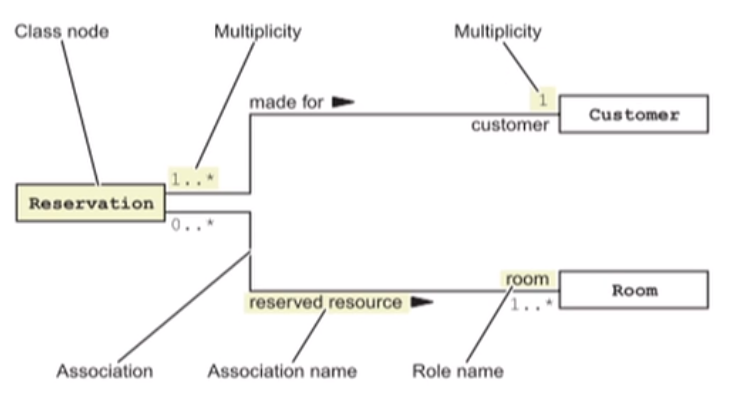 Class node
Multiplicity
Multiplicity
made for
1
Customer
customer
1..*
Reservation
0..*
room
Room
reserved resource
1..*
Association
Association name
Role name